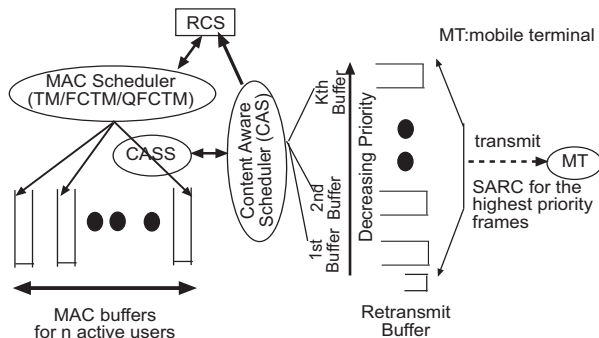 RCS
MT:mobile terminal
MAC Scheduler
(TM/FCTM/QFCTM)
CASS
Content Aware
Scheduler (CAS)
Kth
Buffer
2nd
Buffer
1st
Buffer
Decreasing Priority
transmit
MT
SARC for the
highest priority
frames
MAC buffers
for n active users
Retransmit
Buffer